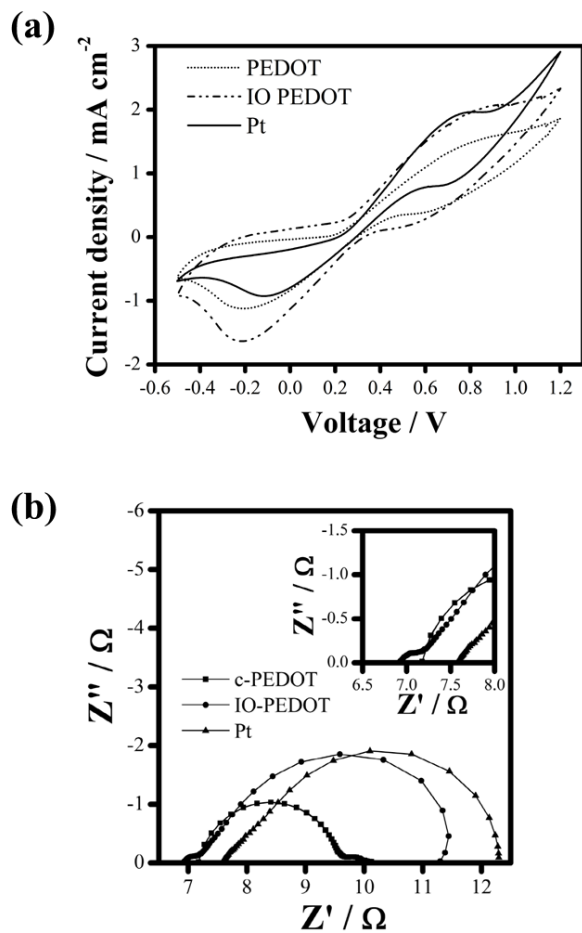 (a)
Current density / mA cm-2
3
2
1
0
-1
-2
PEDOT
IO PEDOT
Pt
-0.6 -0.4 -0.2 0.0 0.2 0.4 0.6 0.8 1.0 1.2
Voltage / V
(b)
Z'' / Ω
-6
-5
-4
-3
-2
-1
0
c-PEDOT
IO-PEDOT
Pt
Z'' / Ω
-1.5
-1.0
-0.5
0.0
6.5 7.0 7.5 8.0
Z' / Ω
7 8 9 10 11 12
Z' / Ω